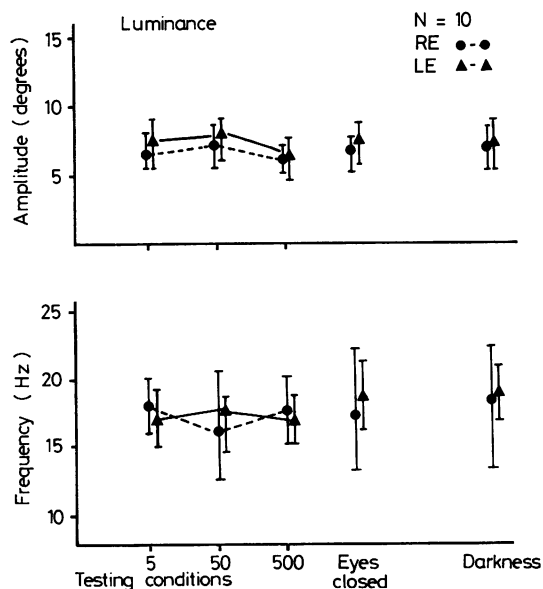 Luminance
N = 10
RE
LE
Amplitude (degrees)
15
10
5
Frequency (Hz)
25
20
15
10
5 50 500 Eyes closed Darkness
Testing conditions